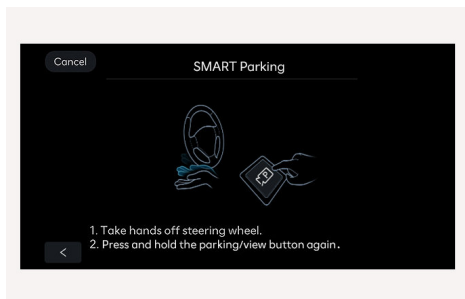 Cancel
SMART Parking
P
1. Take hands off steering wheel.
2. Press and hold the parking/view button again.